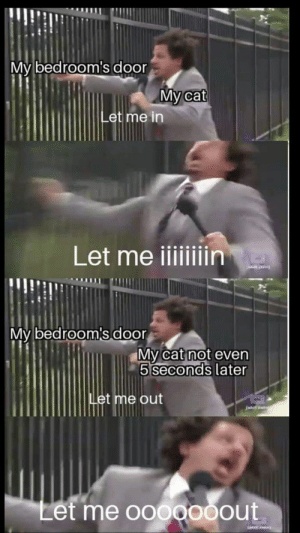 My bedroom's door
My cat
Let me in
Let me iiiiiiiin
My bedroom's door
My cat not even
5 seconds later
Let me out
Let me oooooooout